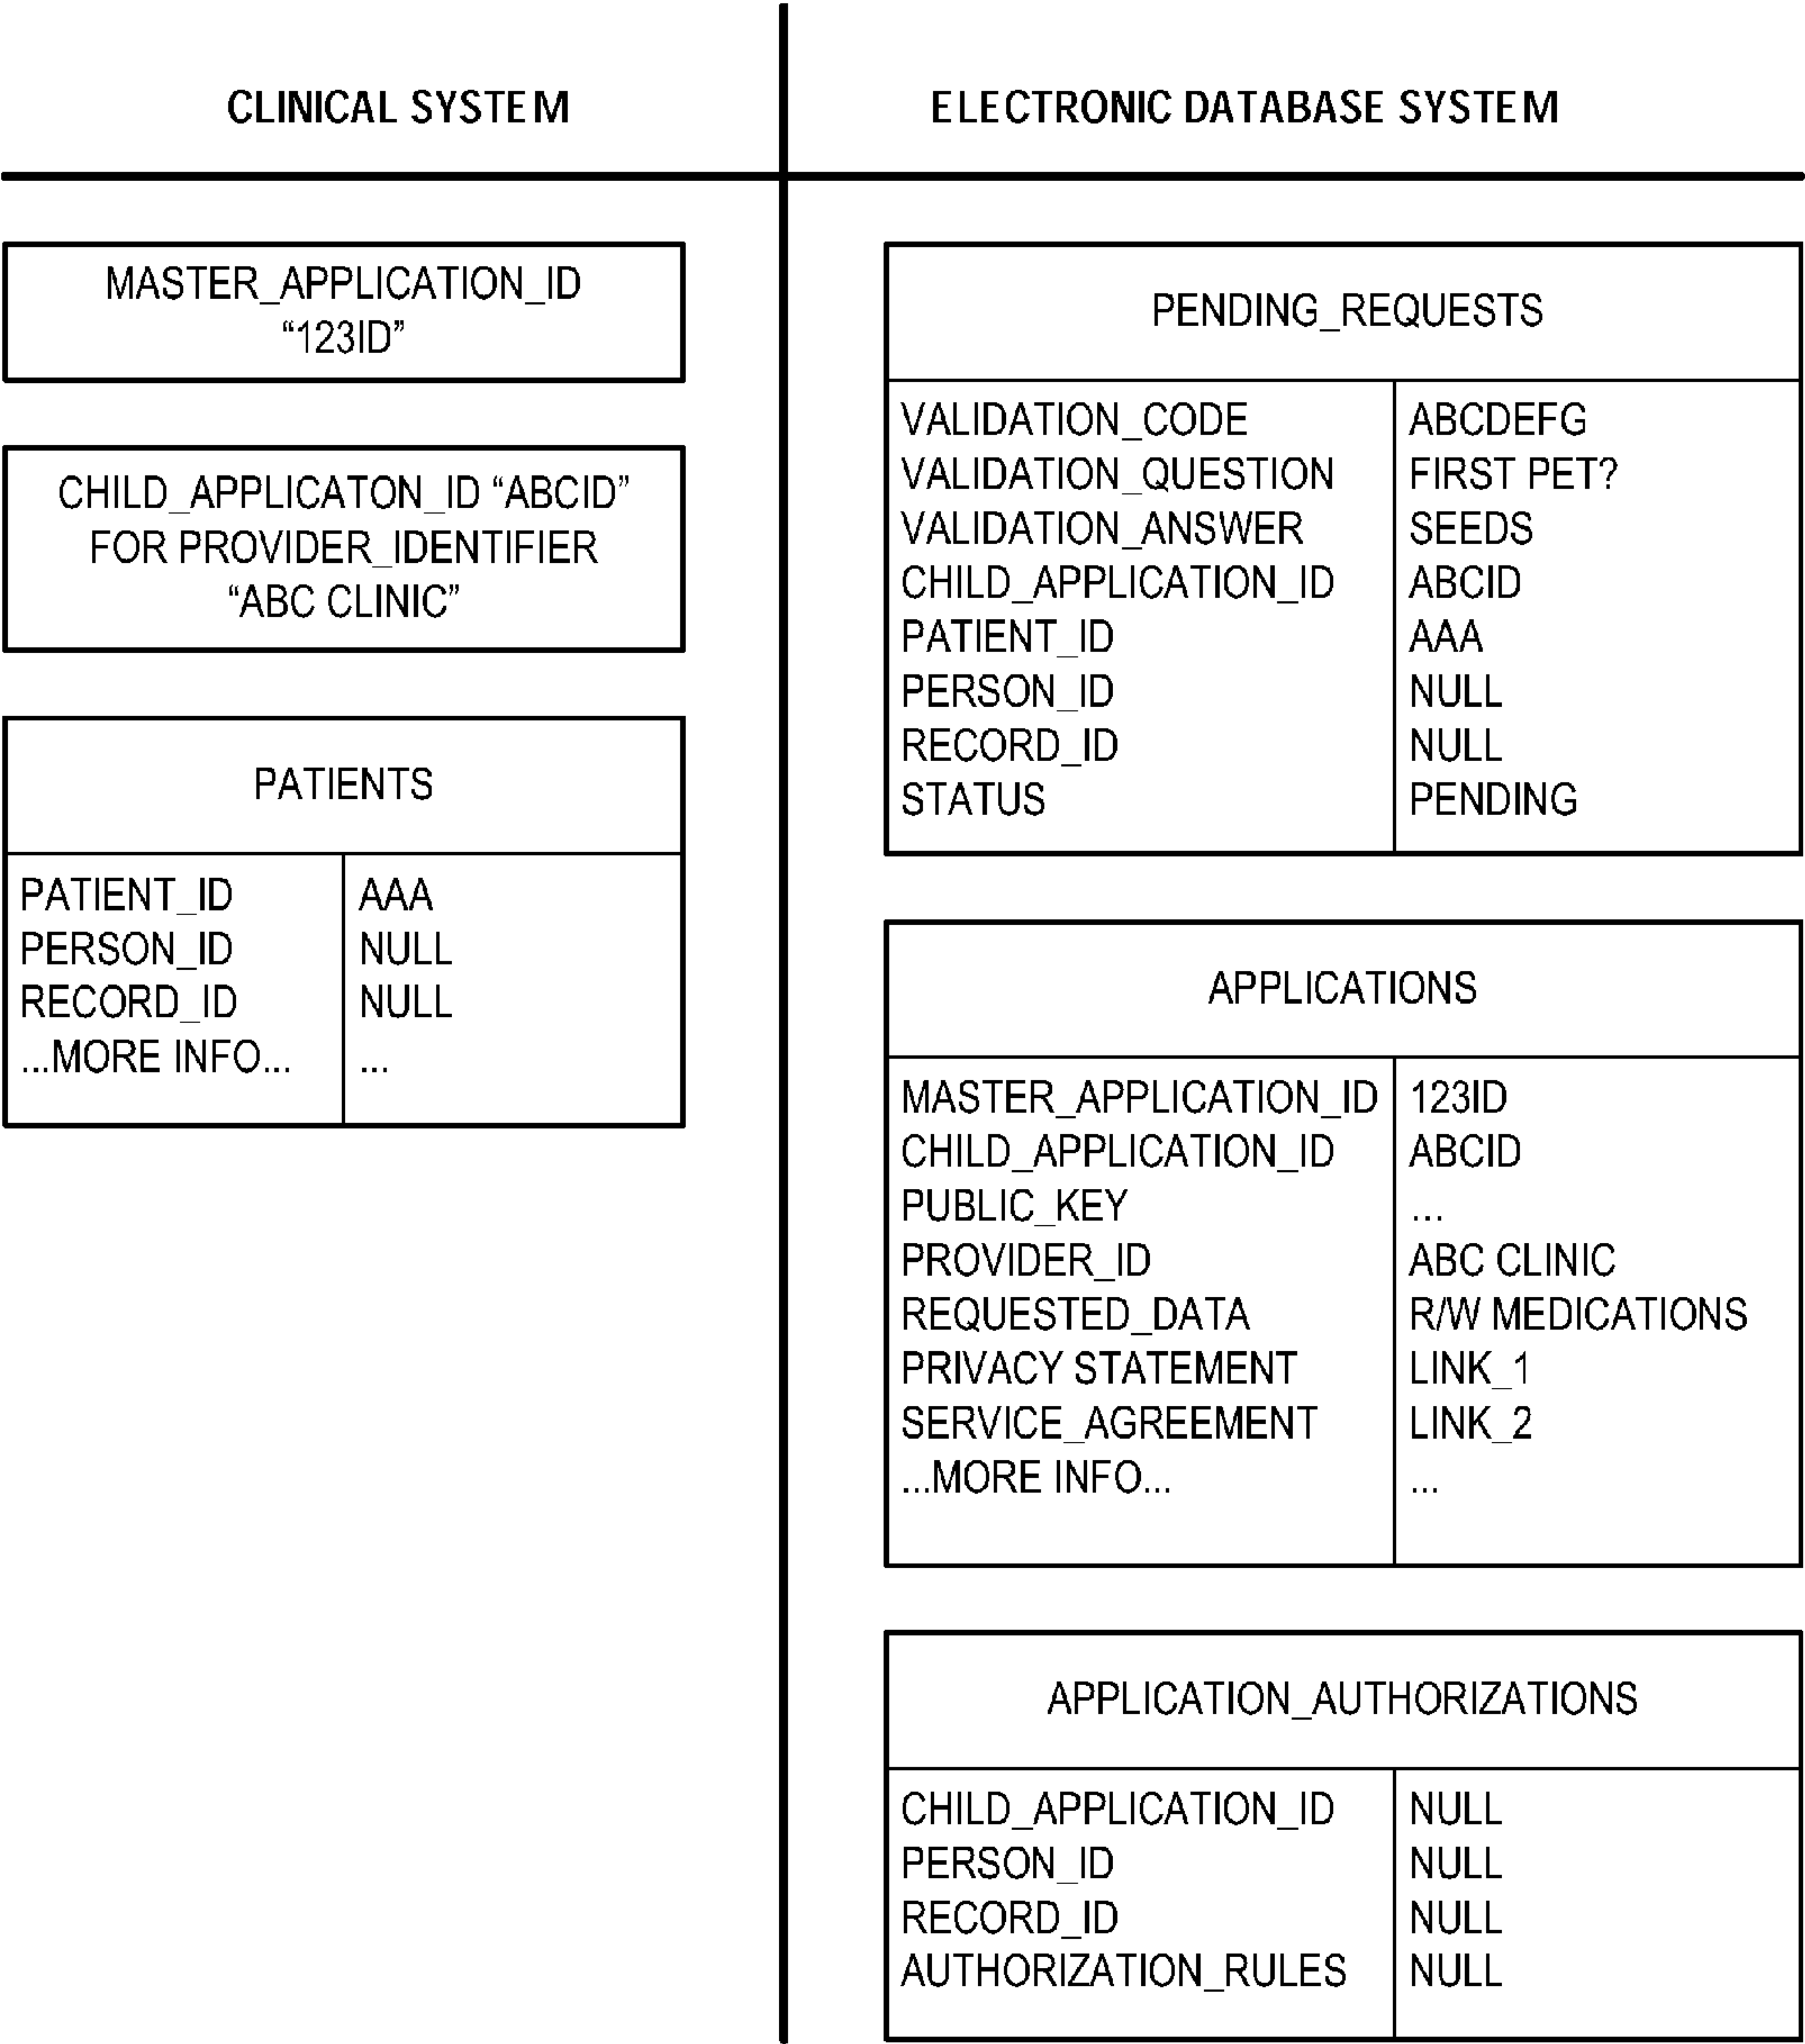 CLINICAL SYSTEM
ELECTRONIC DATABASE SYSTEM
MASTER_APPLICATION_ID
“123ID”
CHILD_APPLICATON_ID “ABCID”
FOR PROVIDER_IDENTIFIER
“ABC CLINIC”
PATIENTS
PATIENT_ID AAA
PERSON_ID NULL
RECORD_ID NULL
...MORE INFO... ...
PENDING_REQUESTS
VALIDATION_CODE ABCDEFG
VALIDATION_QUESTION FIRST PET?
VALIDATION_ANSWER SEEDS
CHILD_APPLICATION_ID ABCID
PATIENT_ID AAA
PERSON_ID NULL
RECORD_ID NULL
STATUS PENDING
APPLICATIONS
MASTER_APPLICATION_ID 123ID
CHILD_APPLICATION_ID ABCID
PUBLIC_KEY ...
PROVIDER_ID ABC CLINIC
REQUESTED_DATA R/W MEDICATIONS
PRIVACY STATEMENT LINK_1
SERVICE_AGREEMENT LINK_2
...MORE INFO... ...
APPLICATION_AUTHORIZATIONS
CHILD_APPLICATION_ID NULL
PERSON_ID NULL
RECORD_ID NULL
AUTHORIZATION_RULES NULL